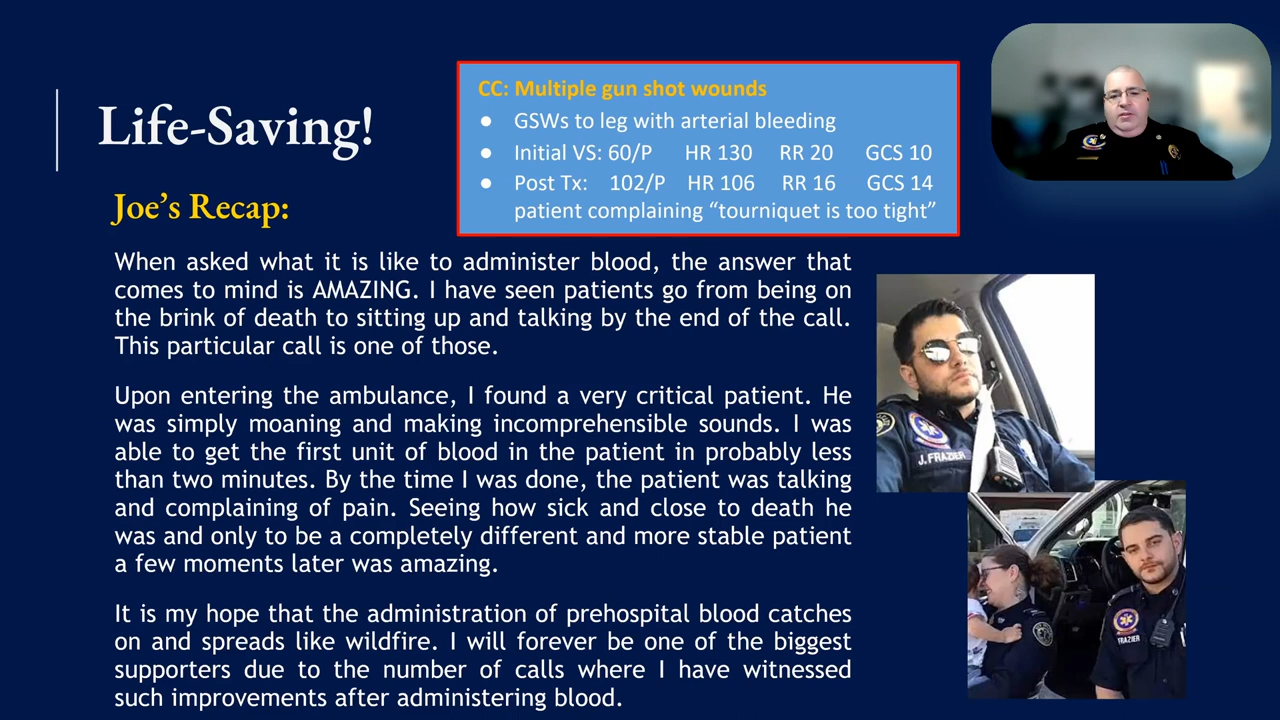 Life-Saving!
CC: Multiple gun shot wounds
● GSWs to leg with arterial bleeding
● Initial VS: 60/P HR 130 RR 20 GCS 10
● Post Tx: 102/P HR 106 RR 16 GCS 14
patient complaining “tourniquet is too tight”
Joe’s Recap:
When asked what it is like to administer blood, the answer that
comes to mind is AMAZING. I have seen patients go from being on
the brink of death to sitting up and talking by the end of the call.
This particular call is one of those.
Upon entering the ambulance, I found a very critical patient. He
was simply moaning and making incomprehensible sounds. I was
able to get the first unit of blood in the patient in probably less
than two minutes. By the time I was done, the patient was talking
and complaining of pain. Seeing how sick and close to death he
was and only to be a completely different and more stable patient
a few moments later was amazing.
It is my hope that the administration of prehospital blood catches
on and spreads like wildfire. I will forever be one of the biggest
supporters due to the number of calls where I have witnessed
such improvements after administering blood.
J. FRAZIER
FRAZIER